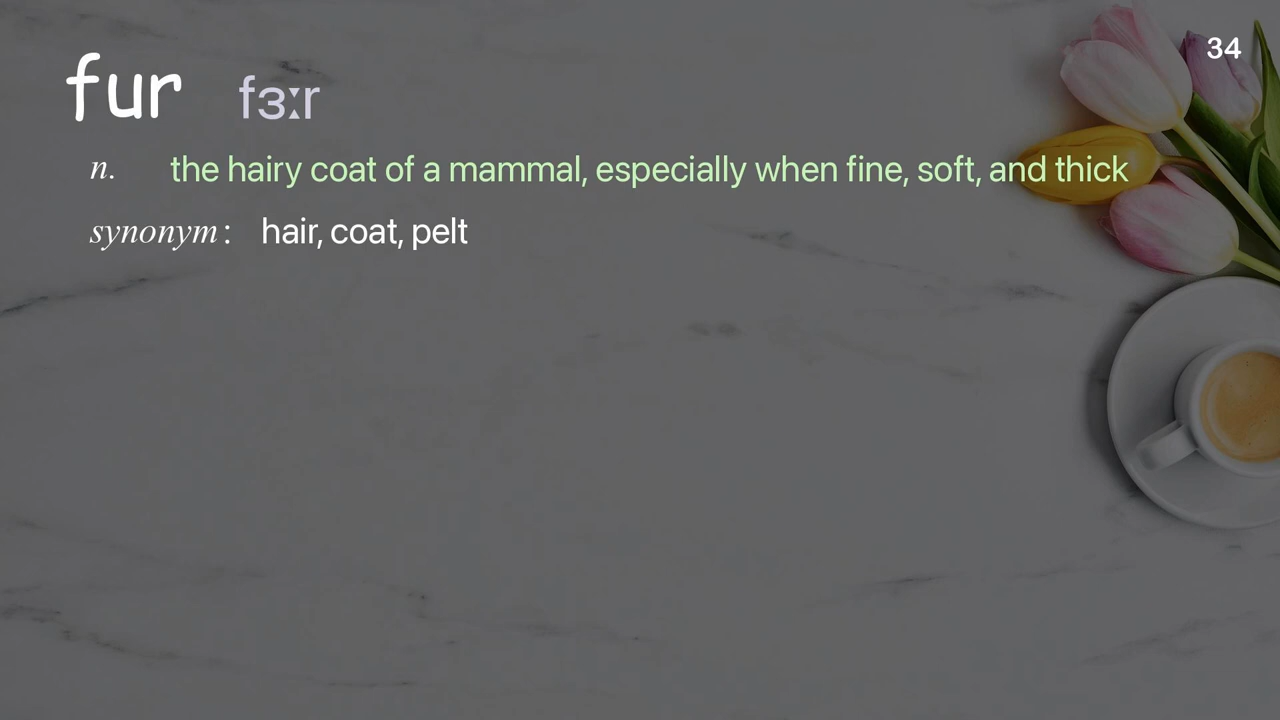 34
fur fɜːr
n. the hairy coat of a mammal, especially when fine, soft, and thick
synonym: hair, coat, pelt